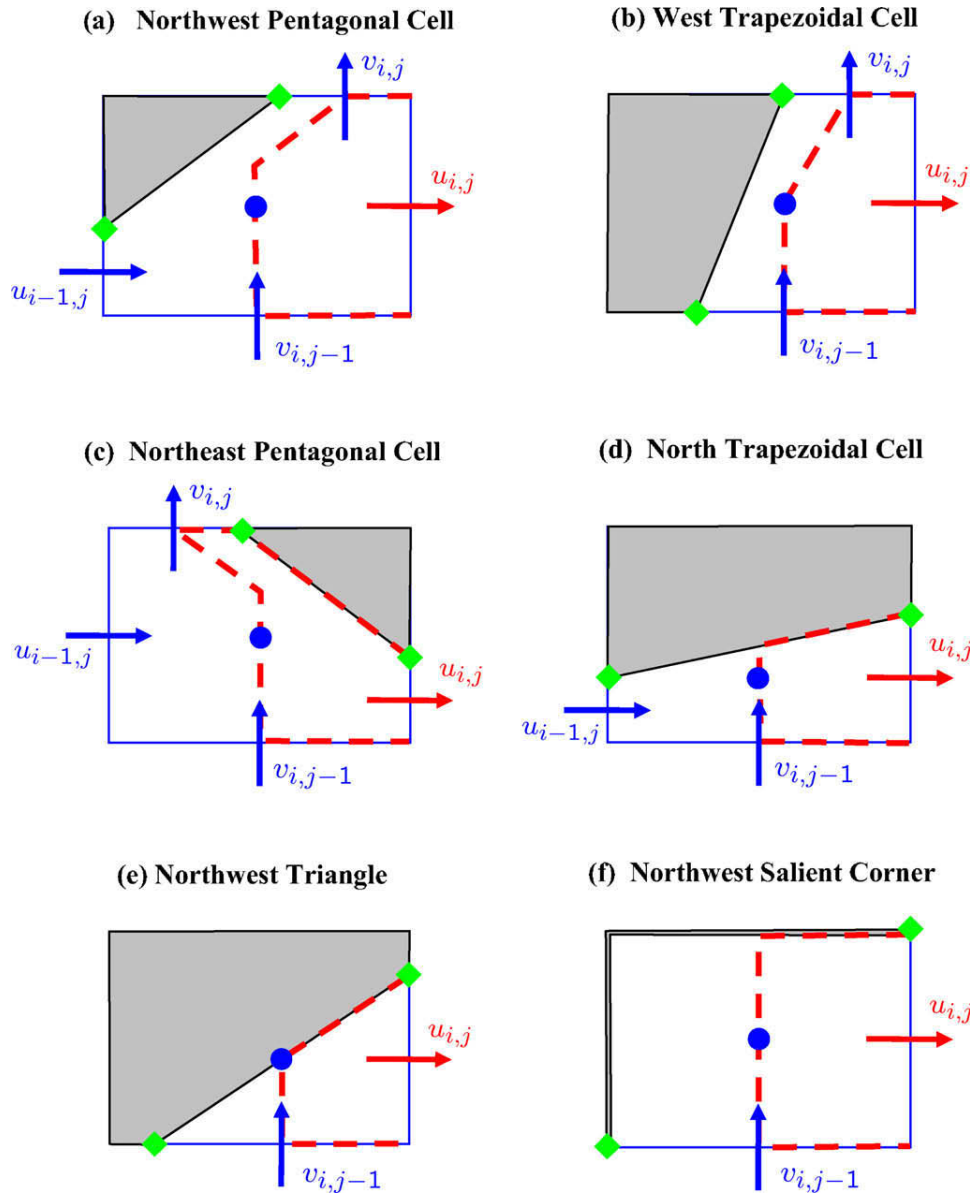 (a) Northwest Pentagonal Cell
(b) West Trapezoidal Cell
v_{i,j}
v_{i,j}
u_{i,j}
u_{i,j}
u_{i−1,j}
v_{i,j−1}
v_{i,j−1}
(c) Northeast Pentagonal Cell
(d) North Trapezoidal Cell
v_{i,j}
u_{i−1,j}
u_{i,j}
u_{i,j}
u_{i−1,j}
v_{i,j−1}
v_{i,j−1}
(e) Northwest Triangle
(f) Northwest Salient Corner
u_{i,j}
u_{i,j}
v_{i,j−1}
v_{i,j−1}